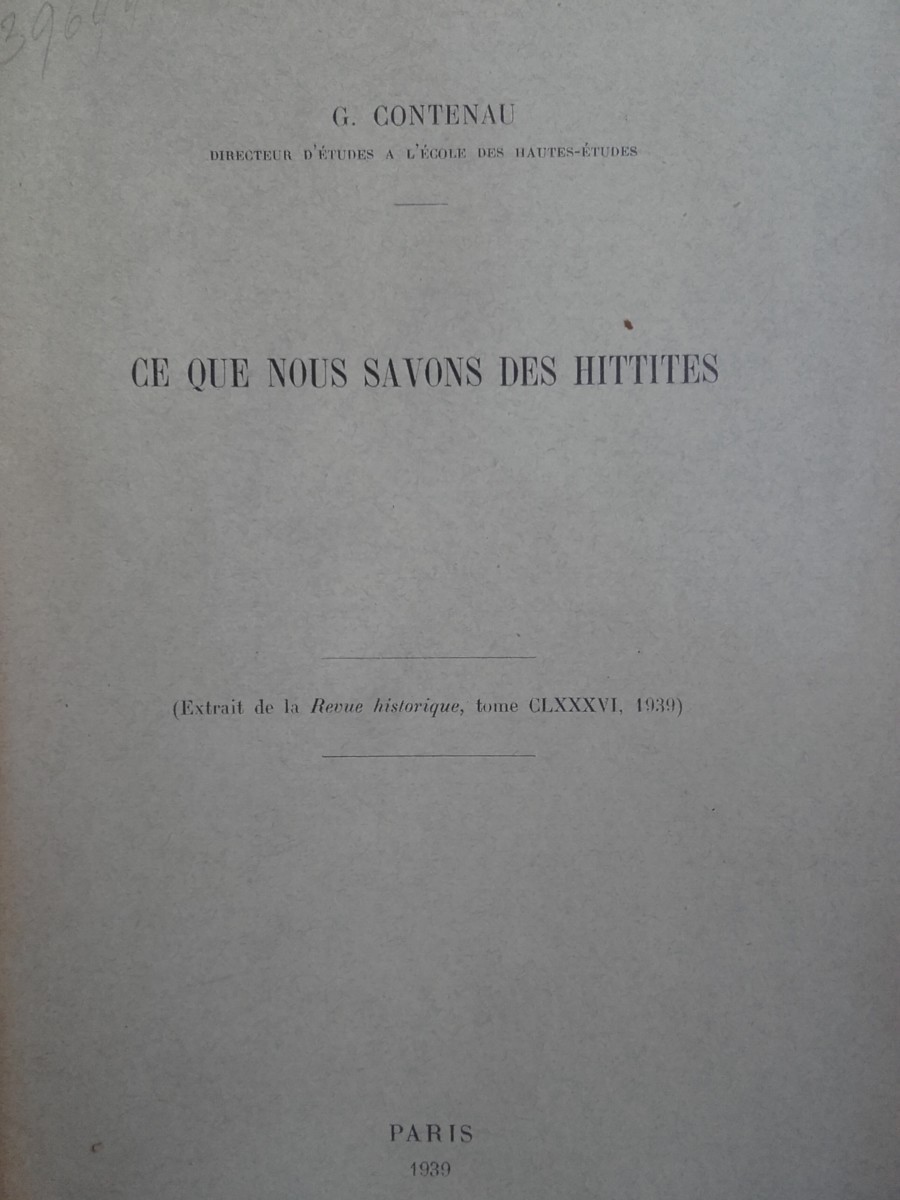 G. CONTENAU
DIRECTEUR D'ÉTUDES A L'ÉCOLE DES HAUTES-ÉTUDES
CE QUE NOUS SAVONS DES HITTITES
(Extrait de la Revue historique, tome CLXXXVI, 1939)
PARIS
1939